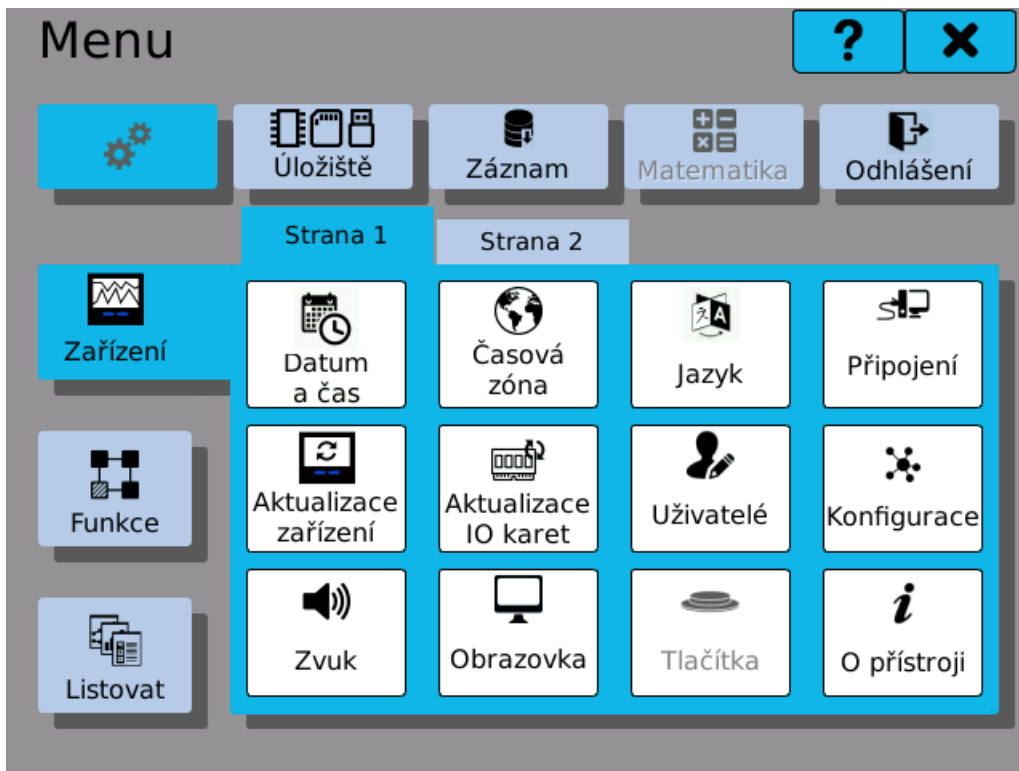 Menu
?
Úložiště
Záznam
Matematika
Odhlášení
Strana 1
Strana 2
Zařízení
Datum
a čas
Časová
zóna
Jazyk
Připojení
Funkce
Aktualizace
zařízení
Aktualizace
IO karet
Uživatelé
Konfigurace
Listovat
Zvuk
Obrazovka
Tlačítka
O přístroji